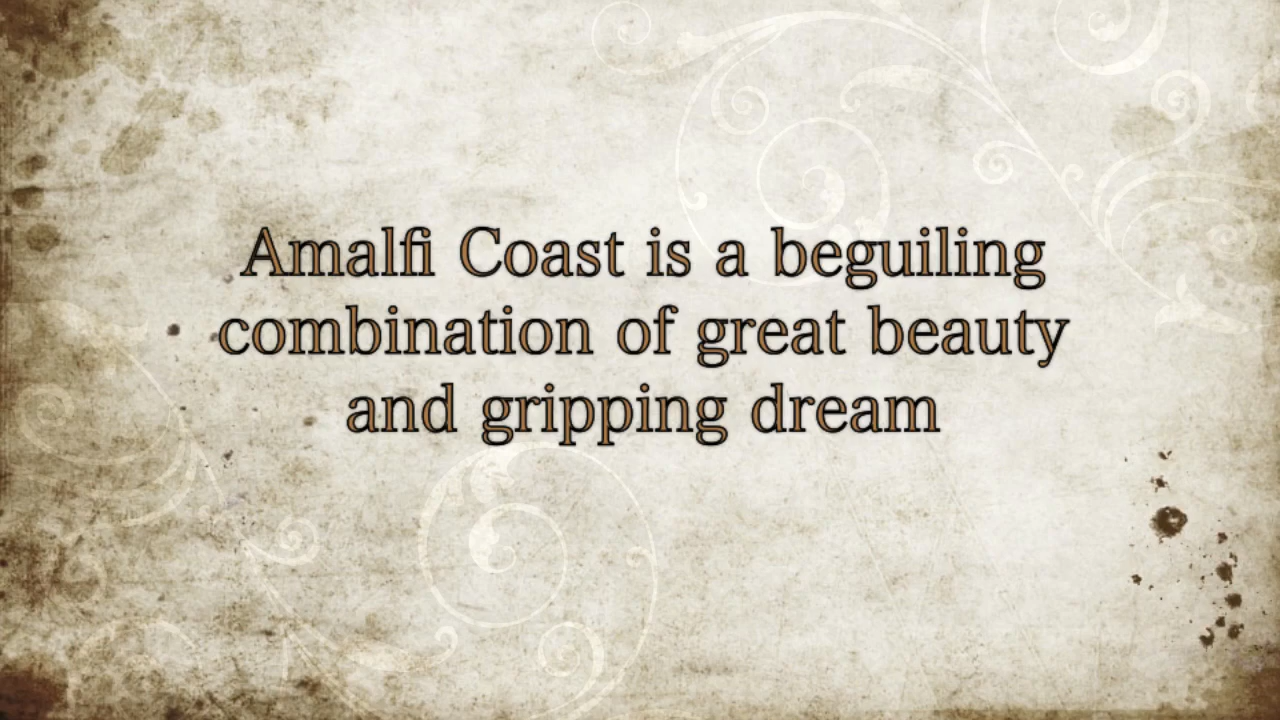 Amalfi Coast is a beguiling
combination of great beauty
and gripping dream